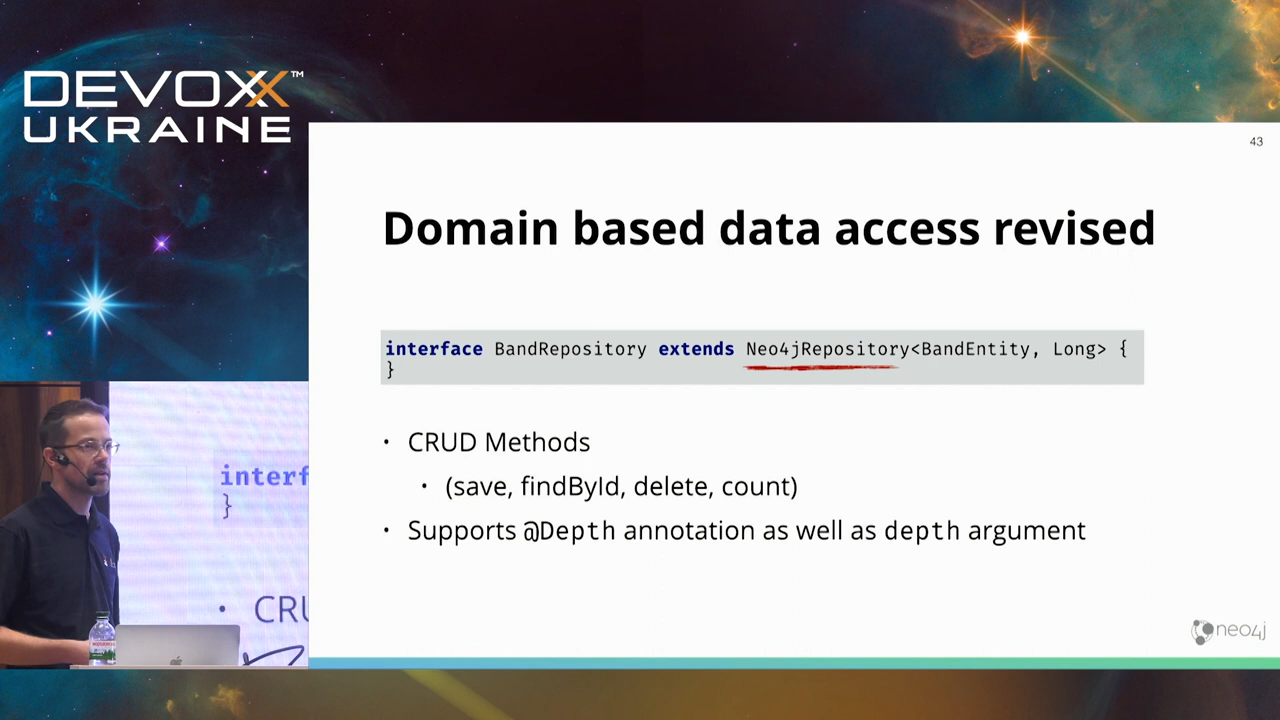 DEVOXX™
UKRAINE
43
Domain based data access revised
interface BandRepository extends Neo4jRepository<BandEntity, Long> {
}
• CRUD Methods
• (save, findById, delete, count)
• Supports @Depth annotation as well as depth argument
neo4j
interf
}
• CRU